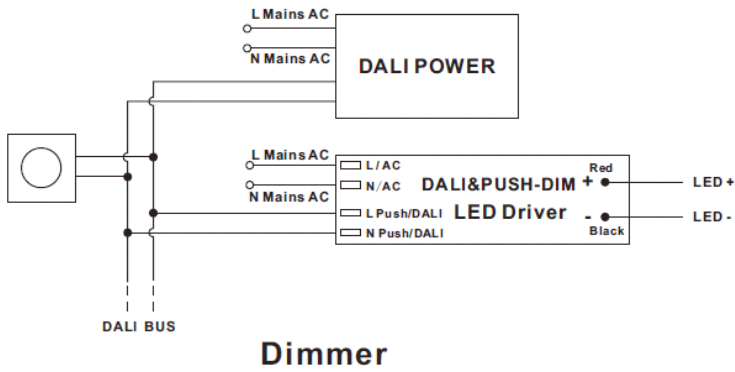 L Mains AC
N Mains AC
DALI POWER
L Mains AC
N Mains AC
L/AC
N/AC
L Push/DALI
N Push/DALI
DALI&PUSH-DIM
LED Driver
Red
+
-
Black
LED +
LED -
DALI BUS
Dimmer